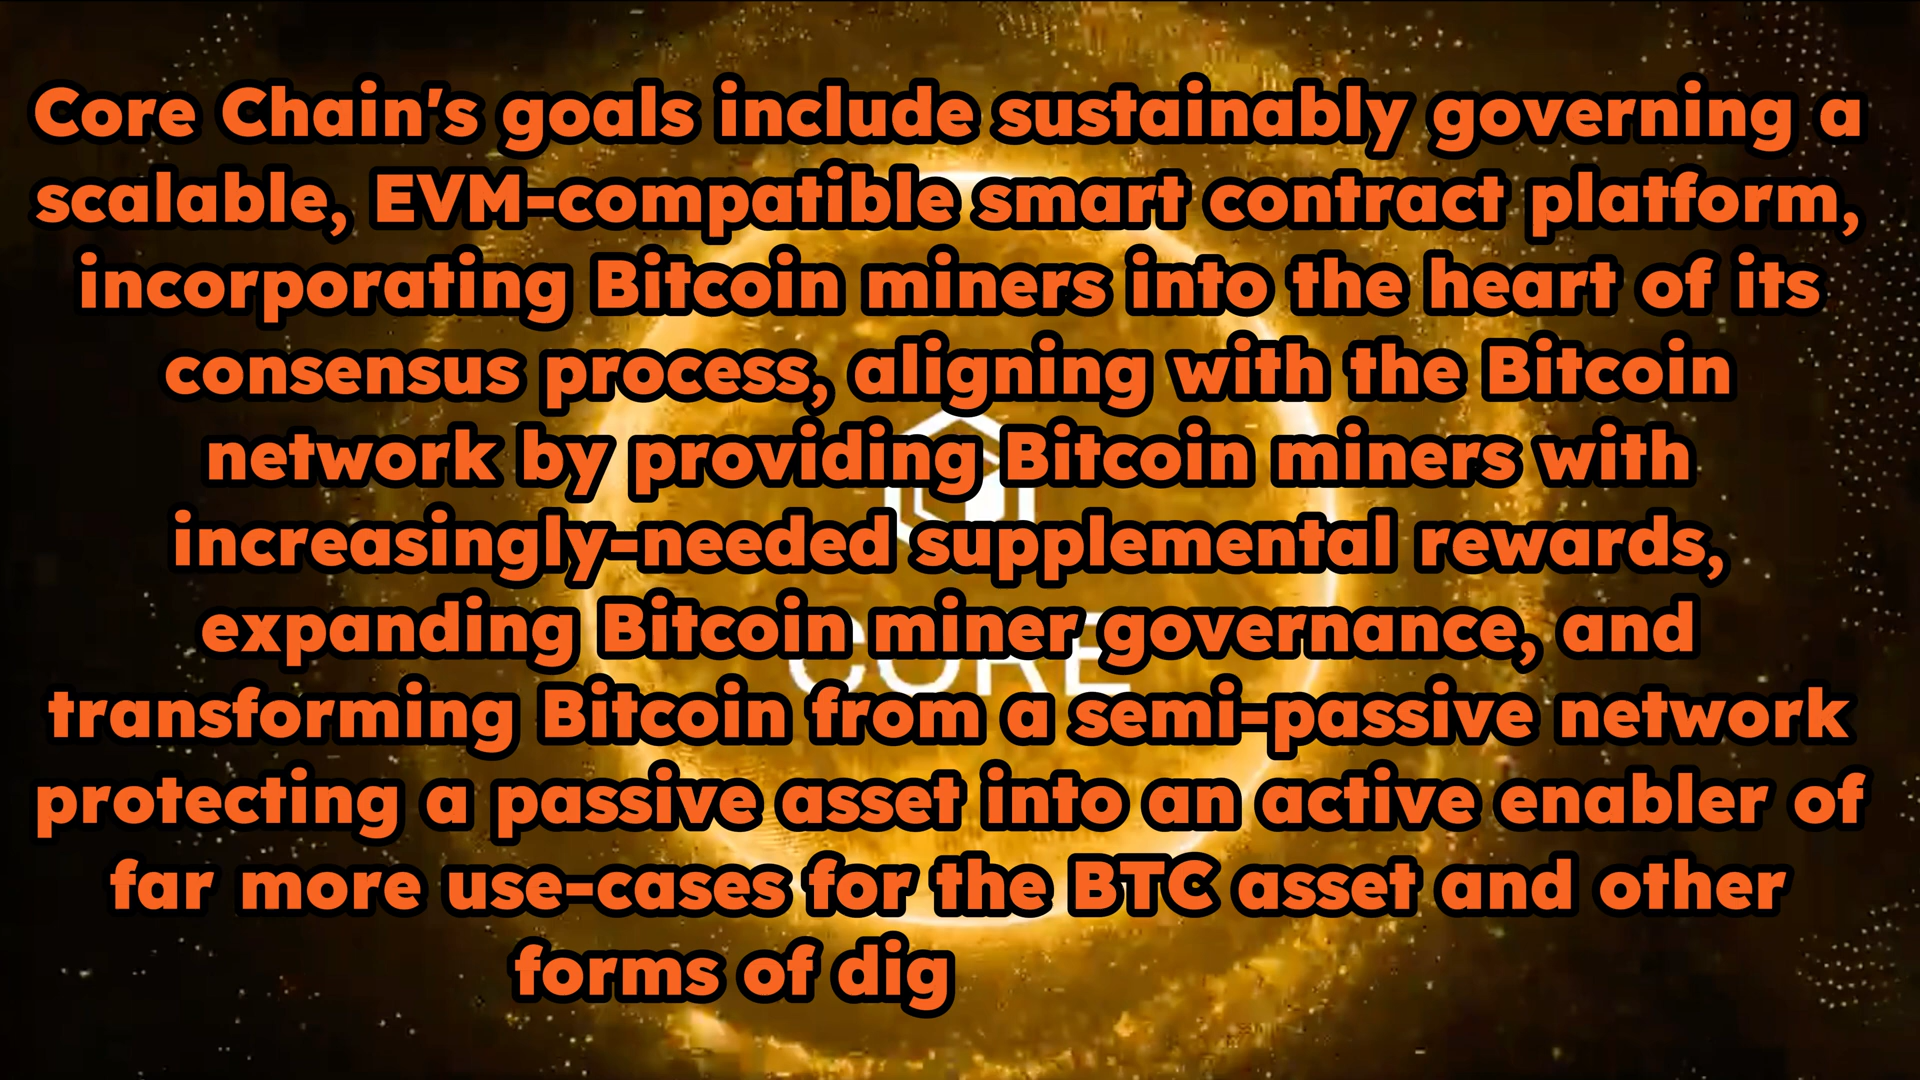 Core Chain's goals include sustainably governing a
scalable, EVM-compatible smart contract platform,
incorporating Bitcoin miners into the heart of its
consensus process, aligning with the Bitcoin
network by providing Bitcoin miners with
increasingly-needed supplemental rewards,
expanding Bitcoin miner governance, and
CORE
transforming Bitcoin from a semi-passive network
protecting a passive asset into an active enabler of
far more use-cases for the BTC asset and other
forms of dig